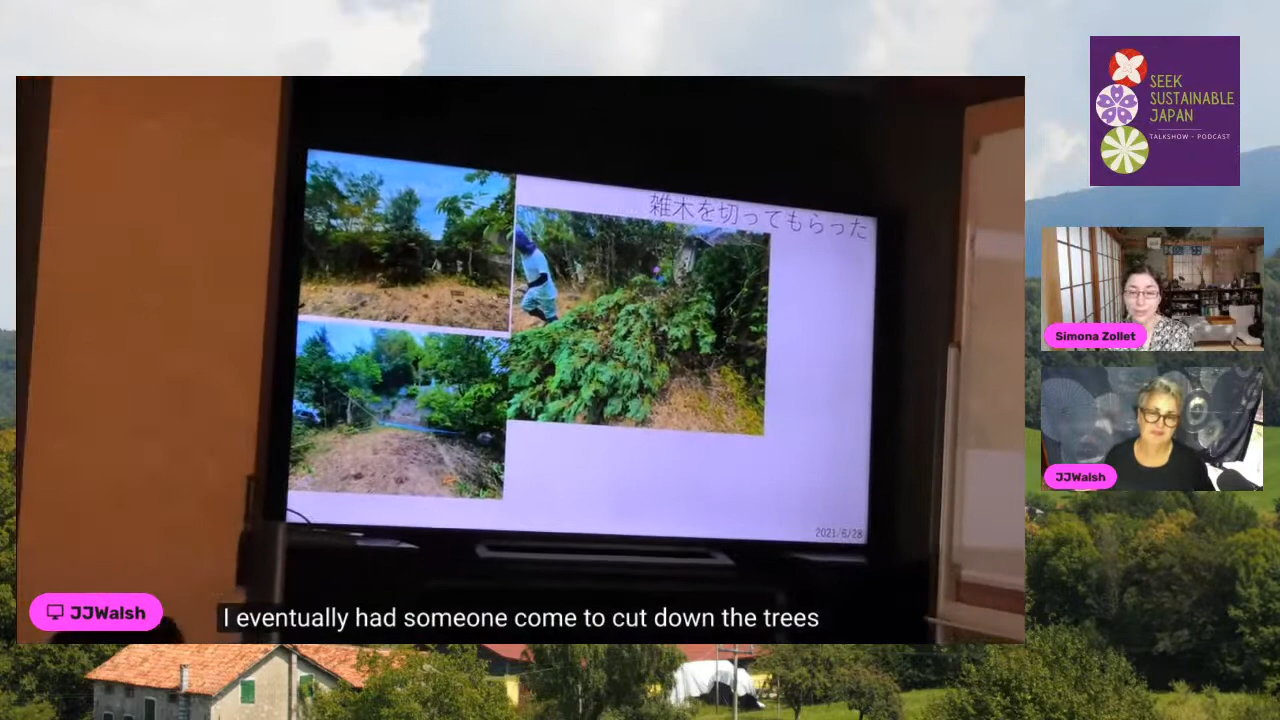 SEEK
SUSTAINABLE
JAPAN
TALKSHOW - PODCAST
雑木を切ってもらった
2021/6/28
Simona Zollet
JJWalsh
JJWalsh
I eventually had someone come to cut down the trees